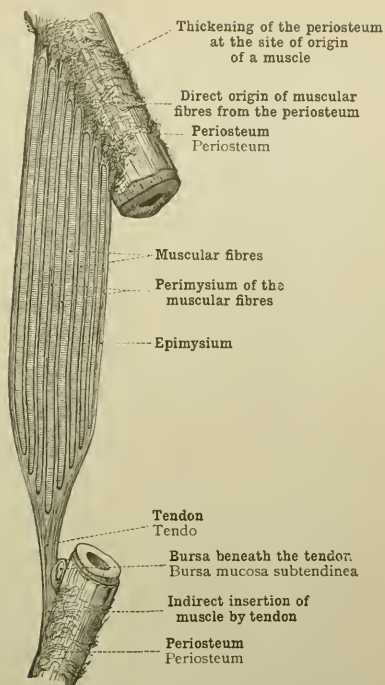 Thickening of the periosteum
at the site of origin
of a muscle
Direct origin of muscular
fibres from the periosteum
Periosteum
Periosteum
Muscular fibres
Perimysium of the
muscular fibres
Epimysium
Tendon
Tendo
Bursa beneath the tendon.
Bursa mucosa subtendinea
Indirect insertion of
muscle by tendon
Periosteum
Periosteum